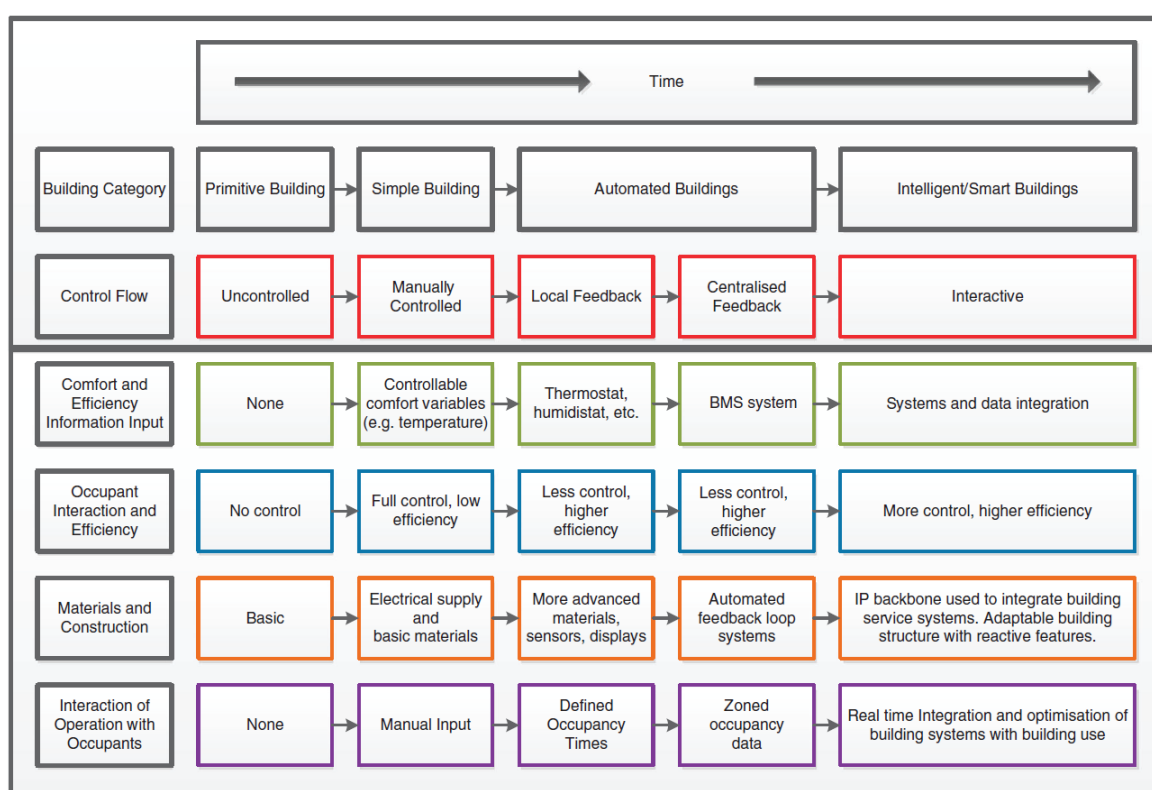 Time
Building Category
Primitive Building
Simple Building
Automated Buildings
Intelligent/Smart Buildings
Control Flow
Uncontrolled
Manually
Controlled
Local Feedback
Centralised
Feedback
Interactive
Comfort and
Efficiency
Information Input
None
Controllable
comfort variables
(e.g. temperature)
Thermostat,
humidistat, etc.
BMS system
Systems and data integration
Occupant
Interaction and
Efficiency
No control
Full control, low
efficiency
Less control,
higher
efficiency
Less control,
higher
efficiency
More control, higher efficiency
Materials and
Construction
Basic
Electrical supply
and
basic materials
More advanced
materials,
sensors, displays
Automated
feedback loop
systems
IP backbone used to integrate building
service systems. Adaptable building
structure with reactive features.
Interaction of
Operation with
Occupants
None
Manual Input
Defined
Occupancy
Times
Zoned
occupancy
data
Real time Integration and optimisation of
building systems with building use